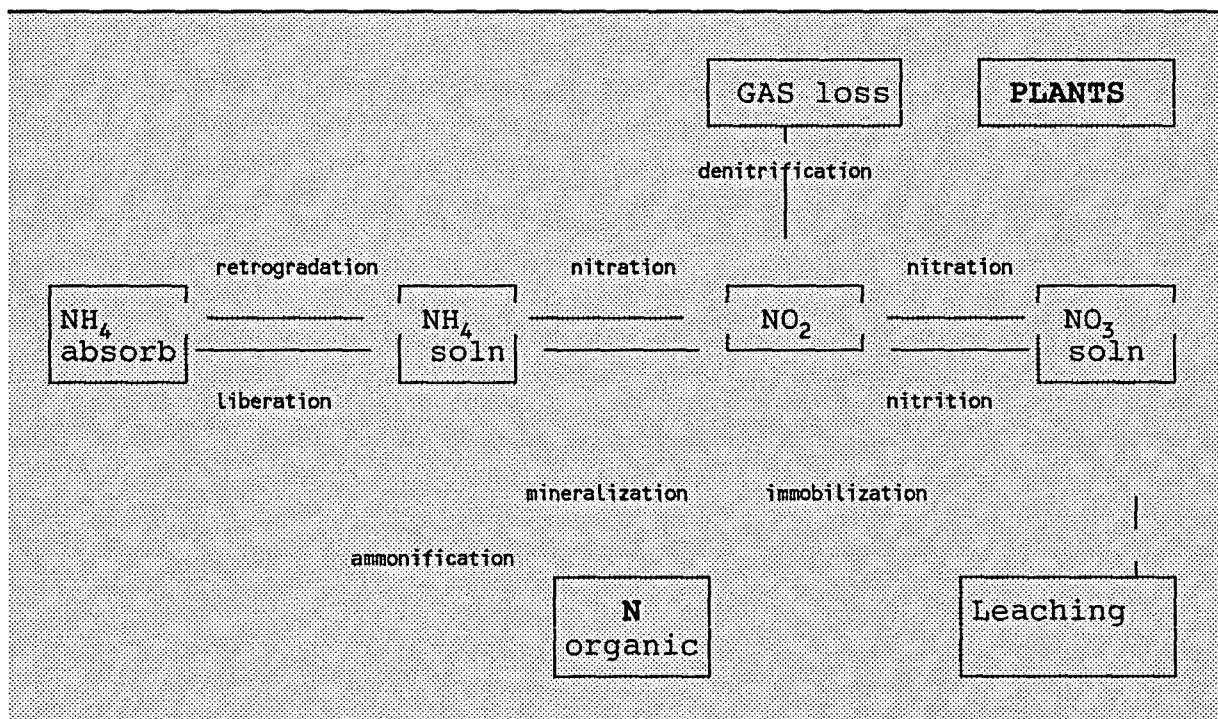 GAS loss
PLANTS
denitrification
retrogradation
nitration
nitration
NH₄
absorb
NH₄
soln
NO₂
NO₃
soln
liberation
nitrition
mineralization
immobilization
ammonification
N
organic
Leaching